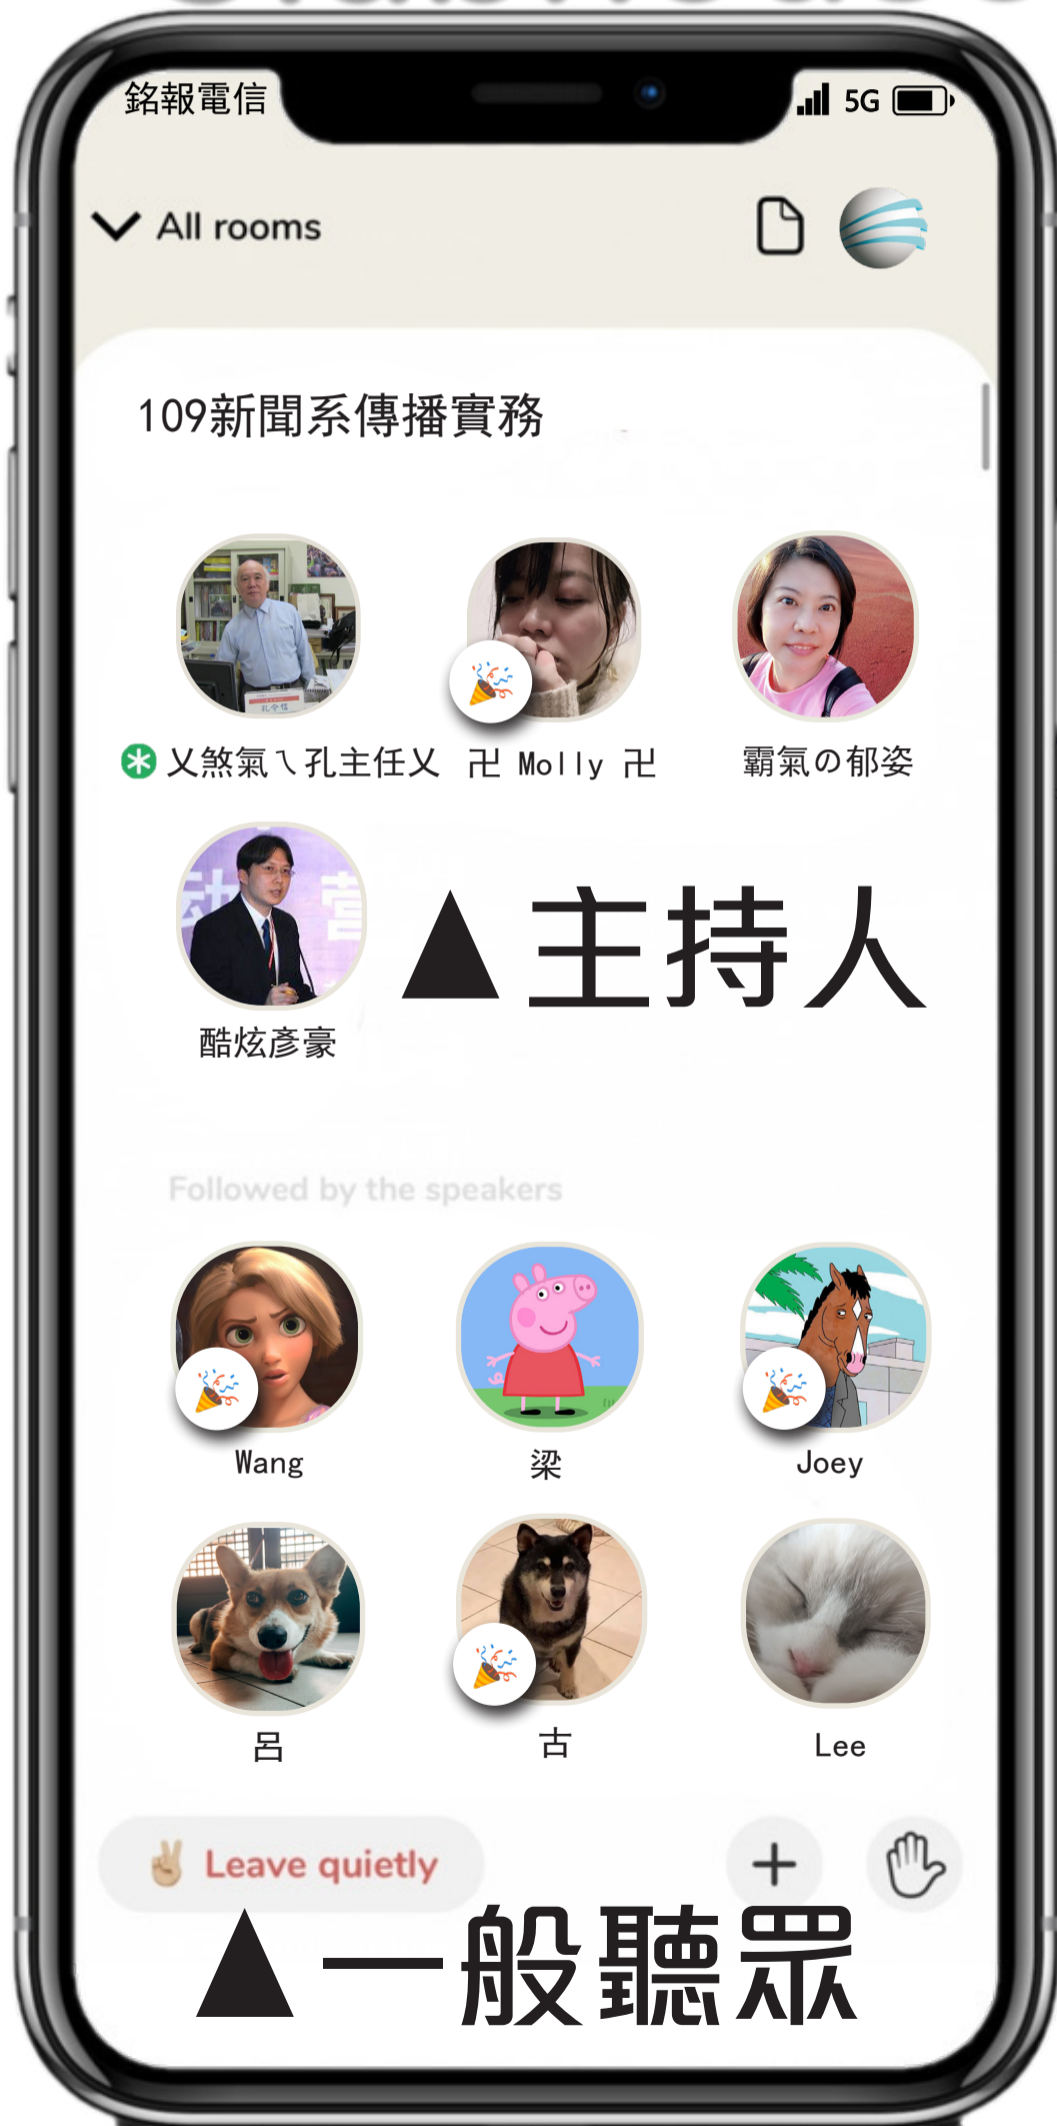 銘報電信 5G
All rooms
109新聞系傳播實務
乂煞氣ㄟ孔主任乂 卍 Molly 卍 霸氣の郁姿
▲主持人
酷炫彥豪
Followed by the speakers
Wang 梁 Joey
呂 古 Lee
Leave quietly
▲一般聽眾